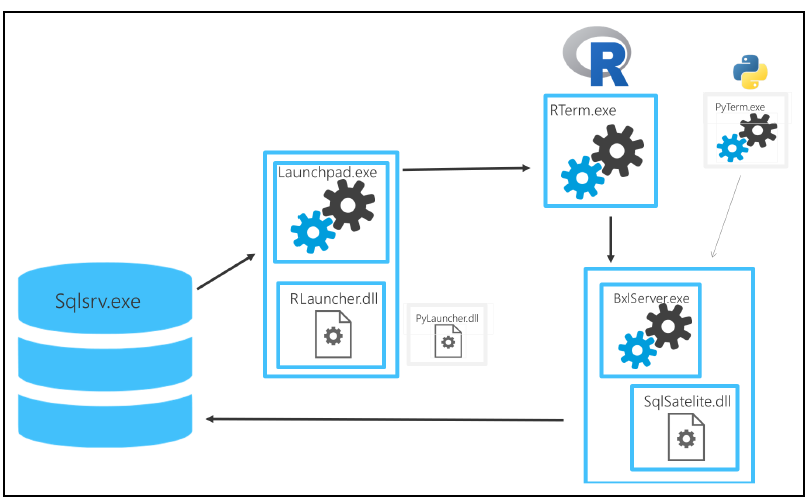 R
RTerm.exe
PyTerm.exe
Launchpad.exe
Sqlsrv.exe
RLauncher.dll
PyLauncher.dll
BxlServer.exe
SqlSatelite.dll